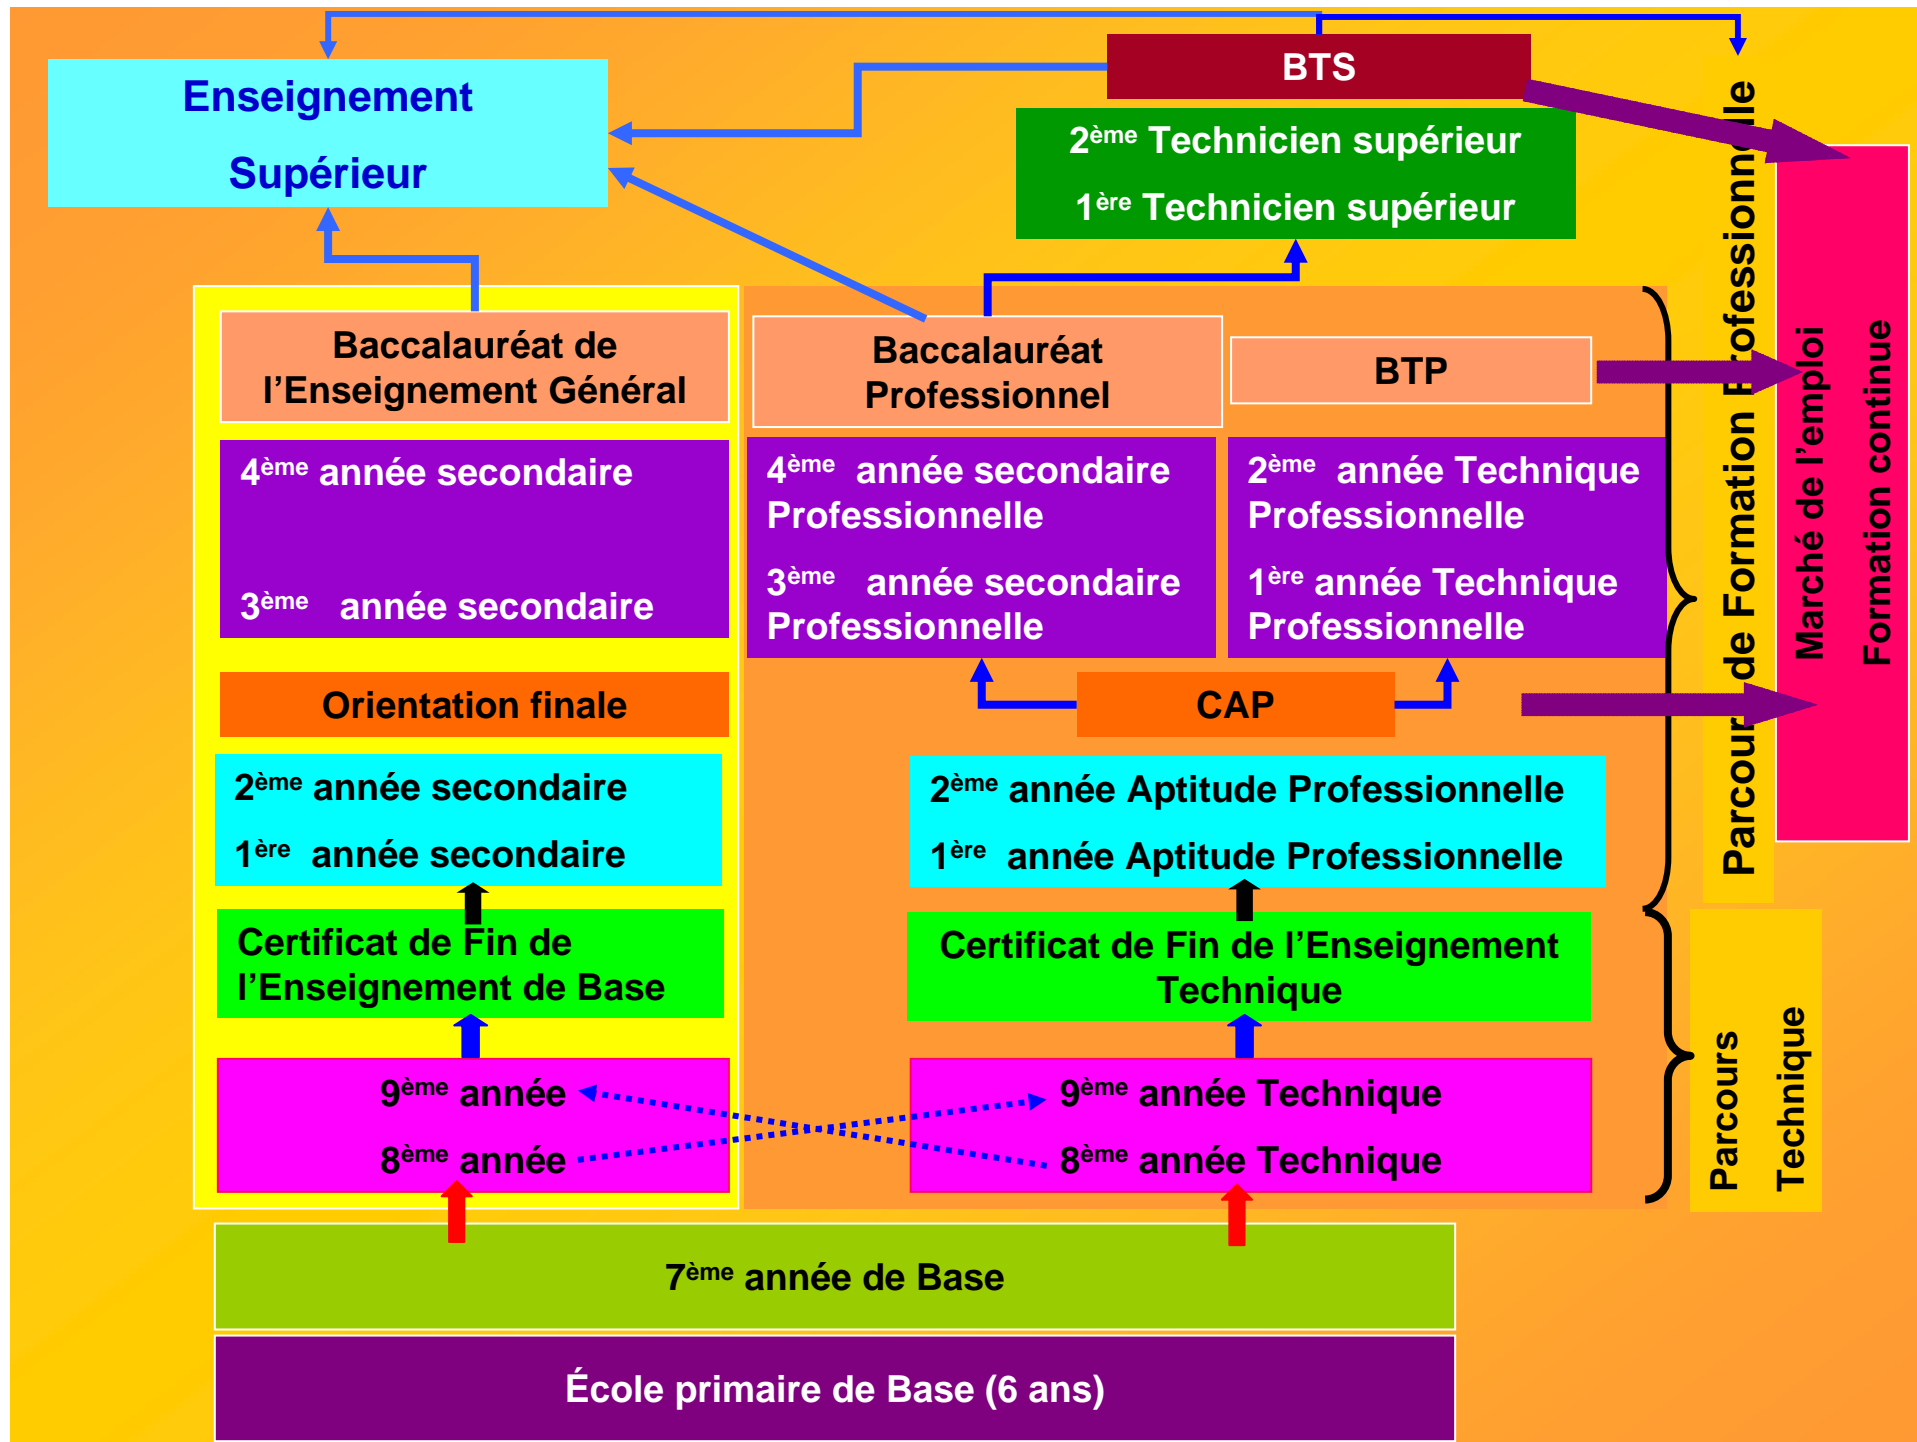 BTS
Enseignement
Supérieur
2ème Technicien supérieur
1ère Technicien supérieur
Baccalauréat de
l’Enseignement Général
Baccalauréat
Professionnel
BTP
4ème année secondaire
3ème année secondaire
4ème année secondaire
Professionnelle
3ème année secondaire
Professionnelle
2ème année Technique
Professionnelle
1ère année Technique
Professionnelle
Orientation finale
CAP
2ème année secondaire
1ère année secondaire
2ème année Aptitude Professionnelle
1ère année Aptitude Professionnelle
Certificat de Fin de
l’Enseignement de Base
Certificat de Fin de l’Enseignement
Technique
9ème année
8ème année
9ème année Technique
8ème année Technique
7ème année de Base
École primaire de Base (6 ans)
Parcours de Formation Professionnelle
Marché de l’emploi
Formation continue
Parcours
Technique